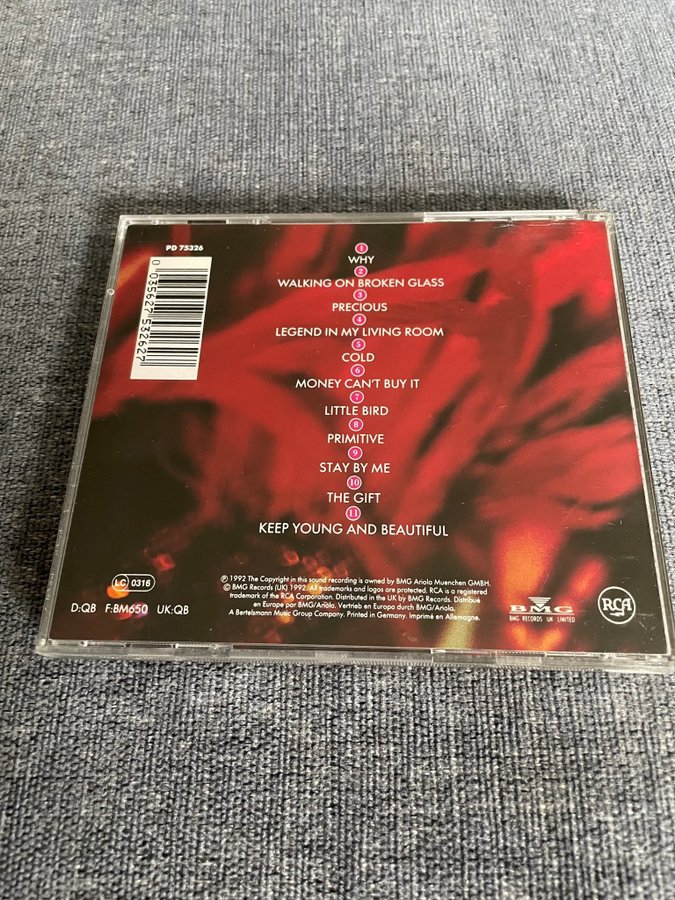 PD 75326
0 035627 532627
1
WHY
2
WALKING ON BROKEN GLASS
3
PRECIOUS
4
LEGEND IN MY LIVING ROOM
5
COLD
6
MONEY CAN'T BUY IT
7
LITTLE BIRD
8
PRIMITIVE
9
STAY BY ME
10
THE GIFT
11
KEEP YOUNG AND BEAUTIFUL
LC 0316
D:QB F:BM650 UK:QB
℗ 1992 The Copyright in this sound recording is owned by BMG Ariola Muenchen GMBH.
© BMG Records (UK) 1992. All trademarks and logos are protected. RCA is a registered
trademark of the RCA Corporation. Distributed in the UK by BMG Records. Distribué
en Europe par BMG/Ariola. Vertrieb en Europa durch BMG/Ariola.
A Bertelsmann Music Group Company. Printed in Germany. Imprimé en Allemagne.
BMG
BMG RECORDS UK LIMITED
RCA